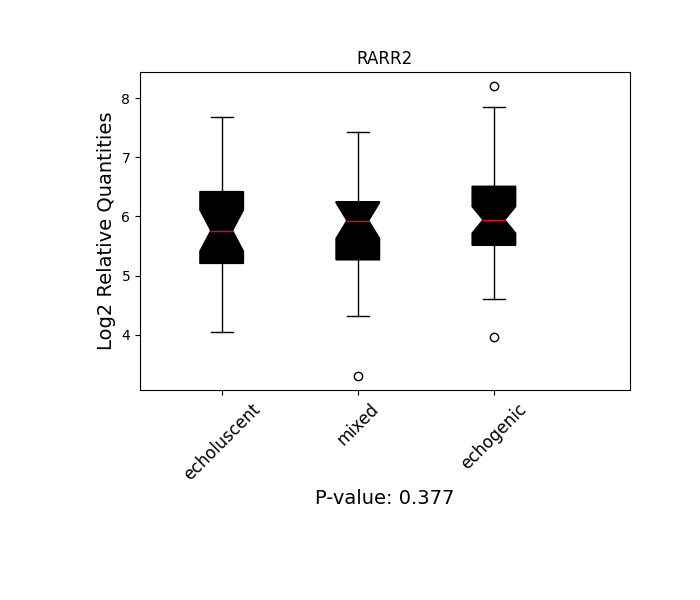 RARR2
Log2 Relative Quantities
8
7
6
5
4
echoluscent
mixed
echogenic
P-value: 0.377